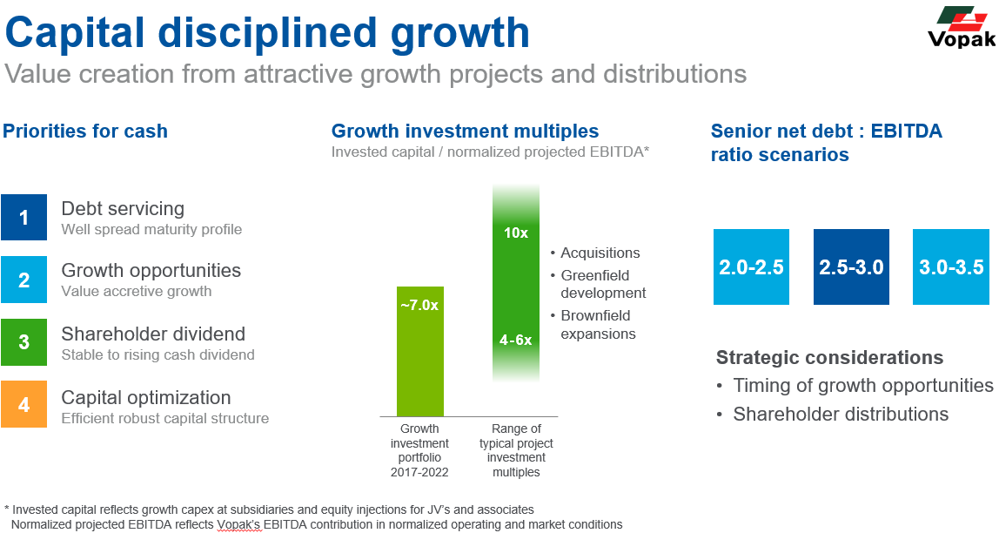 Capital disciplined growth
Value creation from attractive growth projects and distributions
Vopak
Priorities for cash
1
Debt servicing
Well spread maturity profile
2
Growth opportunities
Value accretive growth
3
Shareholder dividend
Stable to rising cash dividend
4
Capital optimization
Efficient robust capital structure
Growth investment multiples
Invested capital / normalized projected EBITDA*
~7.0x
10x
4-6x
• Acquisitions
• Greenfield
development
• Brownfield
expansions
Growth
investment
portfolio
2017-2022
Range of
typical project
investment
multiples
Senior net debt : EBITDA
ratio scenarios
2.0-2.5
2.5-3.0
3.0-3.5
Strategic considerations
• Timing of growth opportunities
• Shareholder distributions
* Invested capital reflects growth capex at subsidiaries and equity injections for JV's and associates
Normalized projected EBITDA reflects Vopak's EBITDA contribution in normalized operating and market conditions